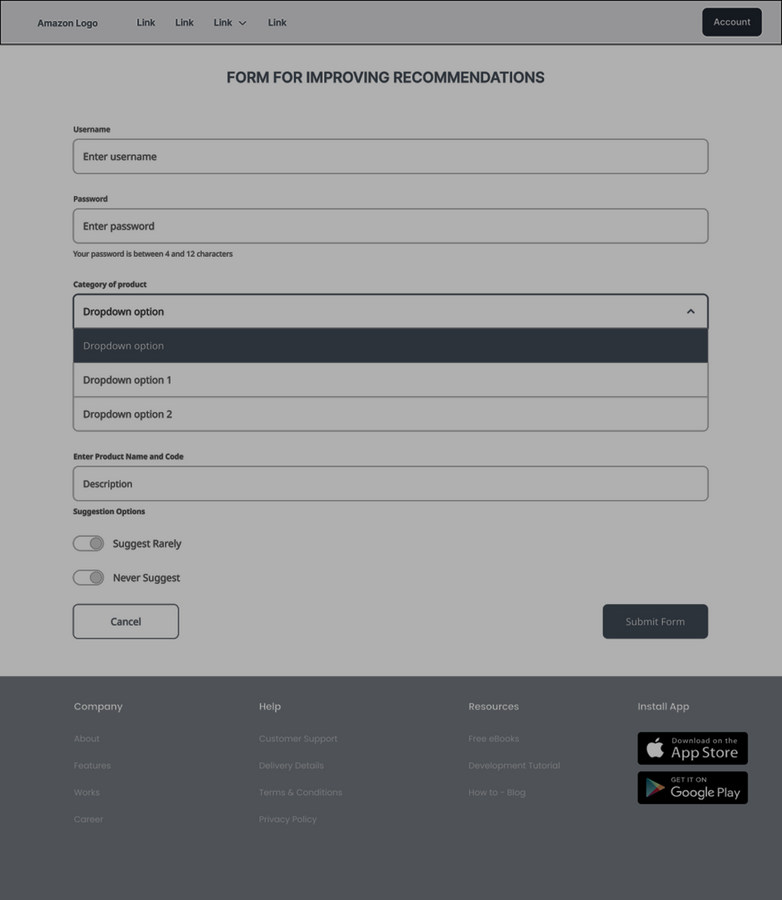 Amazon Logo Link Link Link Link Account
FORM FOR IMPROVING RECOMMENDATIONS
Username
Enter username
Password
Enter password
Your password is between 4 and 12 characters
Category of product
Dropdown option
Dropdown option
Dropdown option 1
Dropdown option 2
Enter Product Name and Code
Description
Suggestion Options
Suggest Rarely
Never Suggest
Cancel Submit Form
Company Help Resources Install App
About Customer Support Free eBooks
Download on the
App Store
Features Delivery Details Development Tutorial
GET IT ON
Google Play
Works Terms & Conditions How to - Blog
Career Privacy Policy